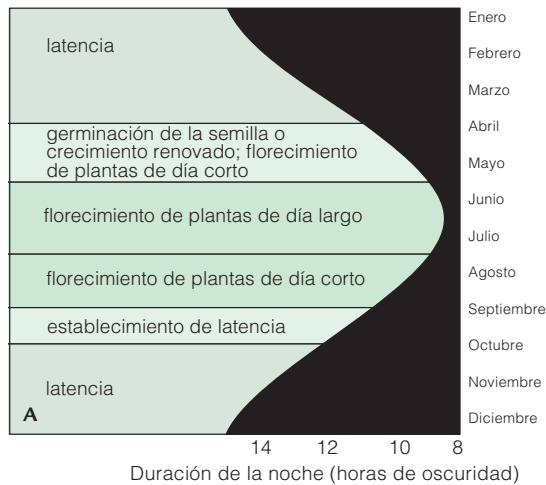 latencia
germinación de la semilla o
crecimiento renovado; florecimiento
de plantas de día corto
florecimiento de plantas de día largo
florecimiento de plantas de día corto
establecimiento de latencia
latencia
A
Enero
Febrero
Marzo
Abril
Mayo
Junio
Julio
Agosto
Septiembre
Octubre
Noviembre
Diciembre
14 12 10 8
Duración de la noche (horas de oscuridad)